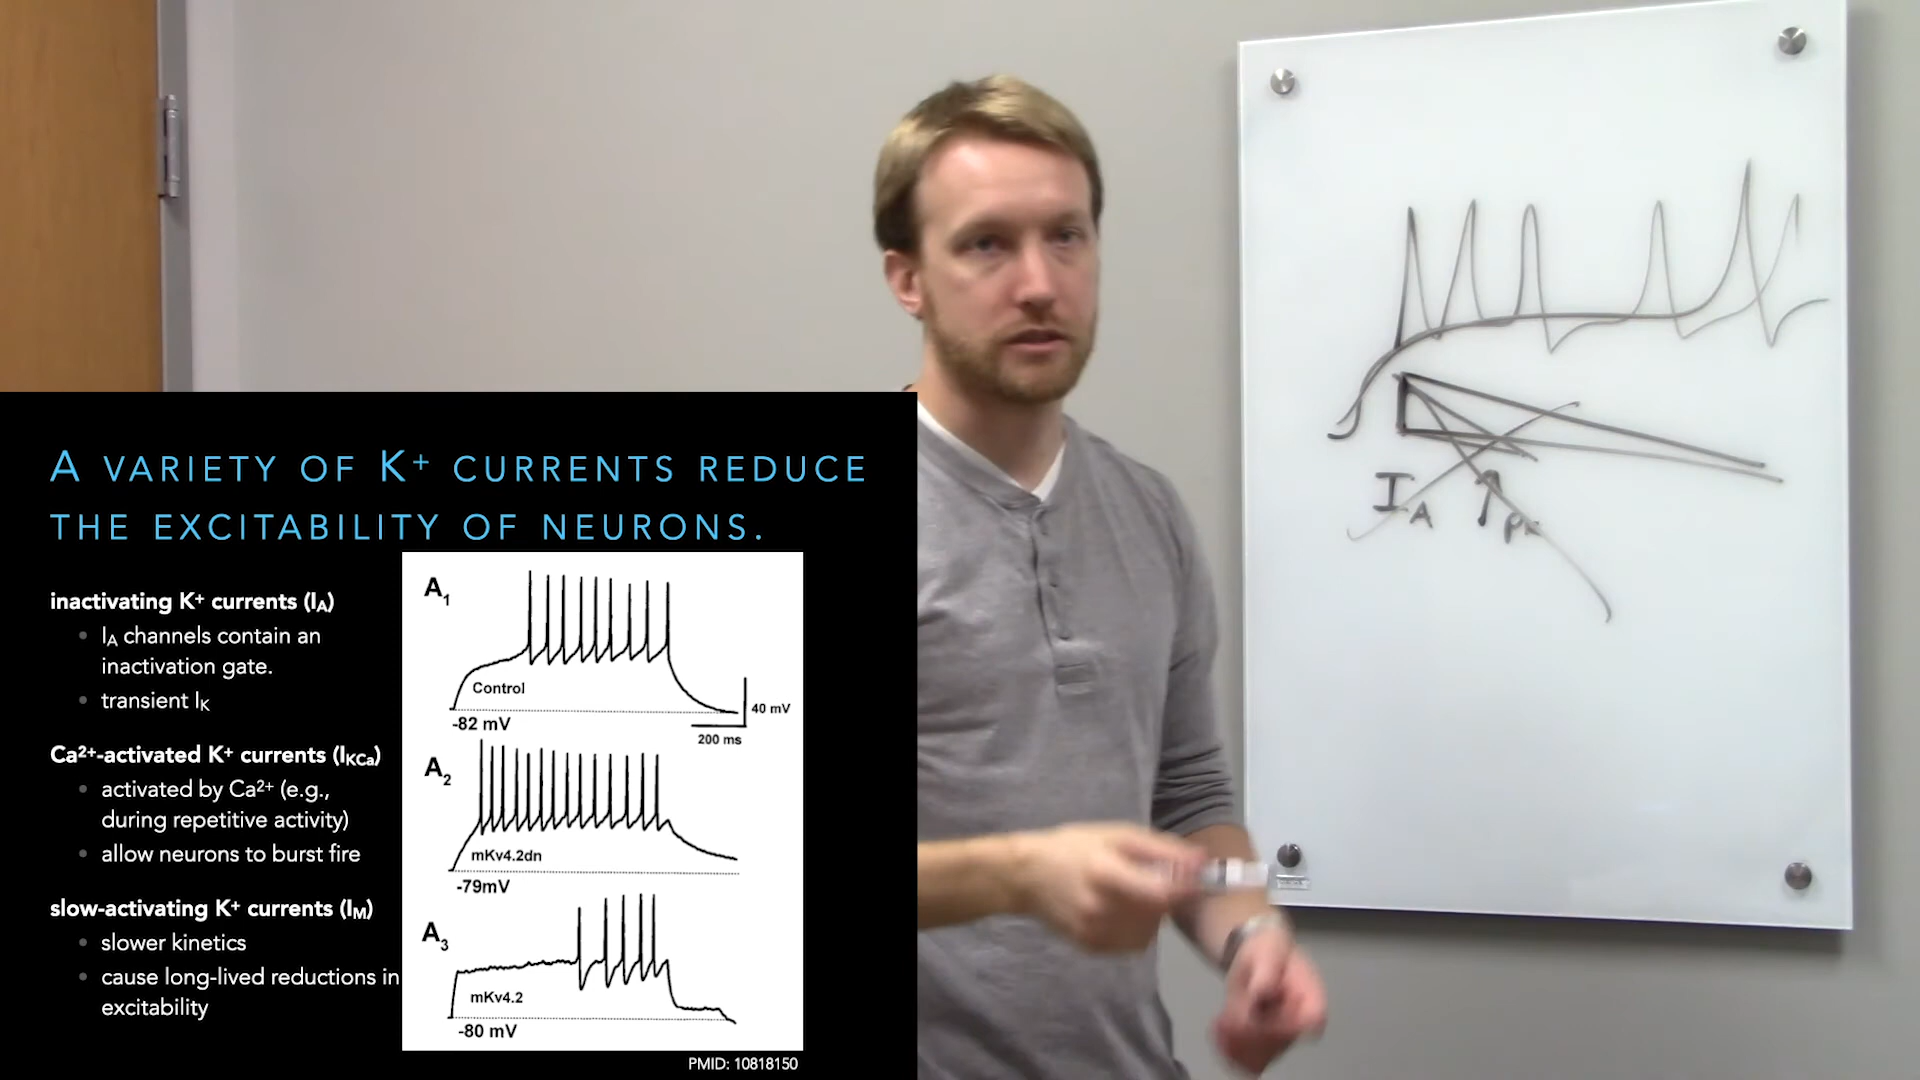 A VARIETY OF K+ CURRENTS REDUCE
THE EXCITABILITY OF NEURONS.
inactivating K+ currents (IA)
• IA channels contain an
inactivation gate.
• transient IK
Ca2+-activated K+ currents (IKCa)
• activated by Ca2+ (e.g.,
during repetitive activity)
• allow neurons to burst fire
slow-activating K+ currents (IM)
• slower kinetics
• cause long-lived reductions in
excitability
A1
Control
-82 mV
40 mV
200 ms
A2
mKv4.2dn
-79mV
A3
mKv4.2
-80 mV
PMID: 10818150
IA